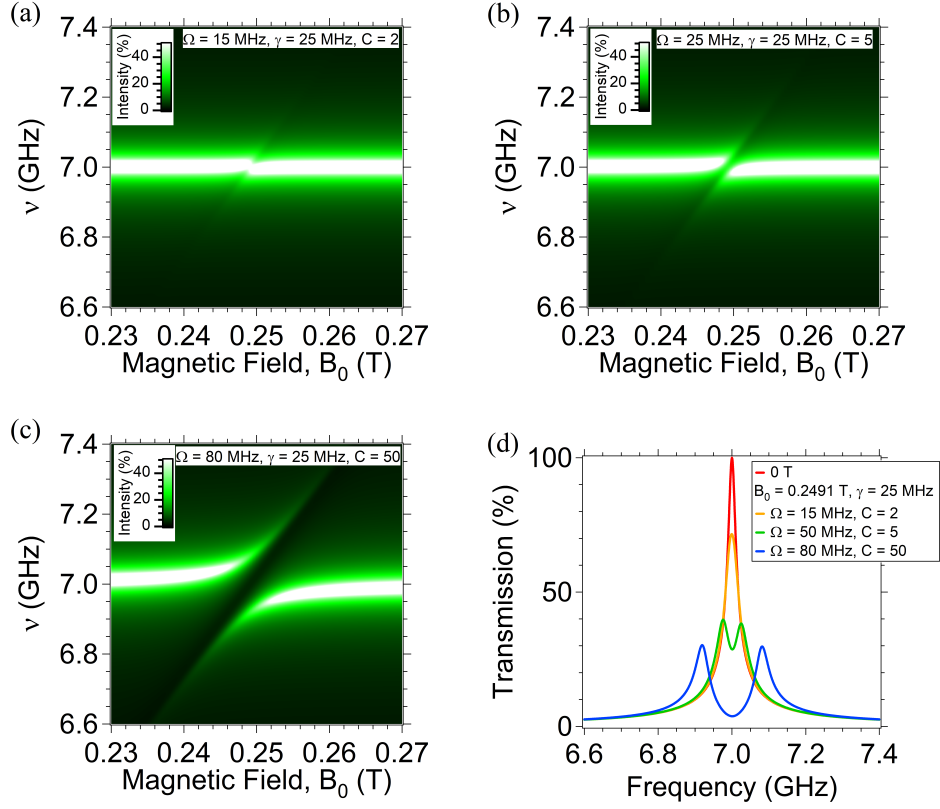 (a)
7.4
7.2
7.0
6.8
6.6
ν (GHz)
Intensity (%)
40
20
0
Ω = 15 MHz, γ = 25 MHz, C = 2
0.23 0.24 0.25 0.26 0.27
Magnetic Field, B0 (T)
(b)
7.4
7.2
7.0
6.8
6.6
ν (GHz)
Intensity (%)
40
20
0
Ω = 25 MHz, γ = 25 MHz, C = 5
0.23 0.24 0.25 0.26 0.27
Magnetic Field, B0 (T)
(c)
7.4
7.2
7.0
6.8
6.6
ν (GHz)
Intensity (%)
40
20
0
Ω = 80 MHz, γ = 25 MHz, C = 50
0.23 0.24 0.25 0.26 0.27
Magnetic Field, B0 (T)
(d)
100
50
0
Transmission (%)
0 T
B0 = 0.2491 T, γ = 25 MHz
Ω = 15 MHz, C = 2
Ω = 50 MHz, C = 5
Ω = 80 MHz, C = 50
6.6 6.8 7.0 7.2 7.4
Frequency (GHz)